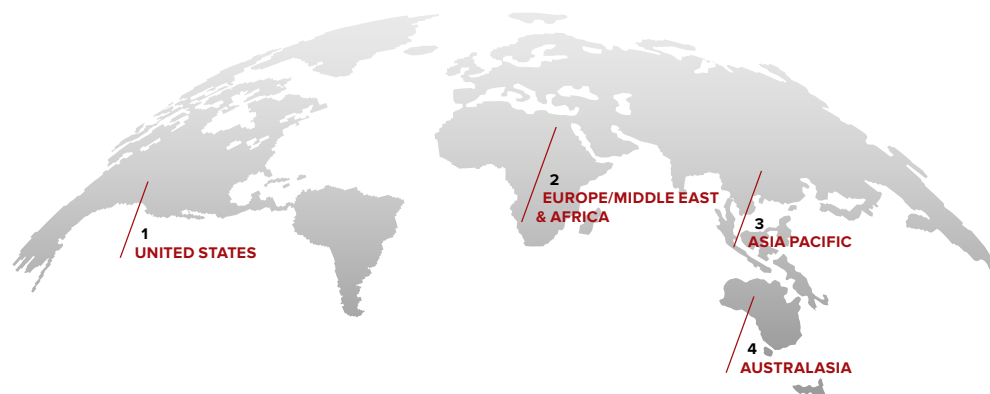 1
UNITED STATES
2
EUROPE/MIDDLE EAST
& AFRICA
3
ASIA PACIFIC
4
AUSTRALASIA